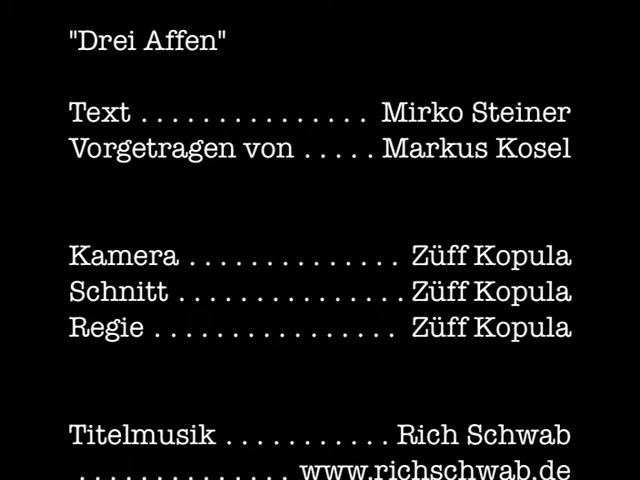 "Drei Affen"
Text . . . . . . . . . . . . . . . Mirko Steiner
Vorgetragen von . . . . . Markus Kosel
Kamera . . . . . . . . . . . . . . Züff Kopula
Schnitt . . . . . . . . . . . . . . . Züff Kopula
Regie . . . . . . . . . . . . . . . . Züff Kopula
Titelmusik . . . . . . . . . . . Rich Schwab
. . . . . . . . . . . . . . www.richschwab.de